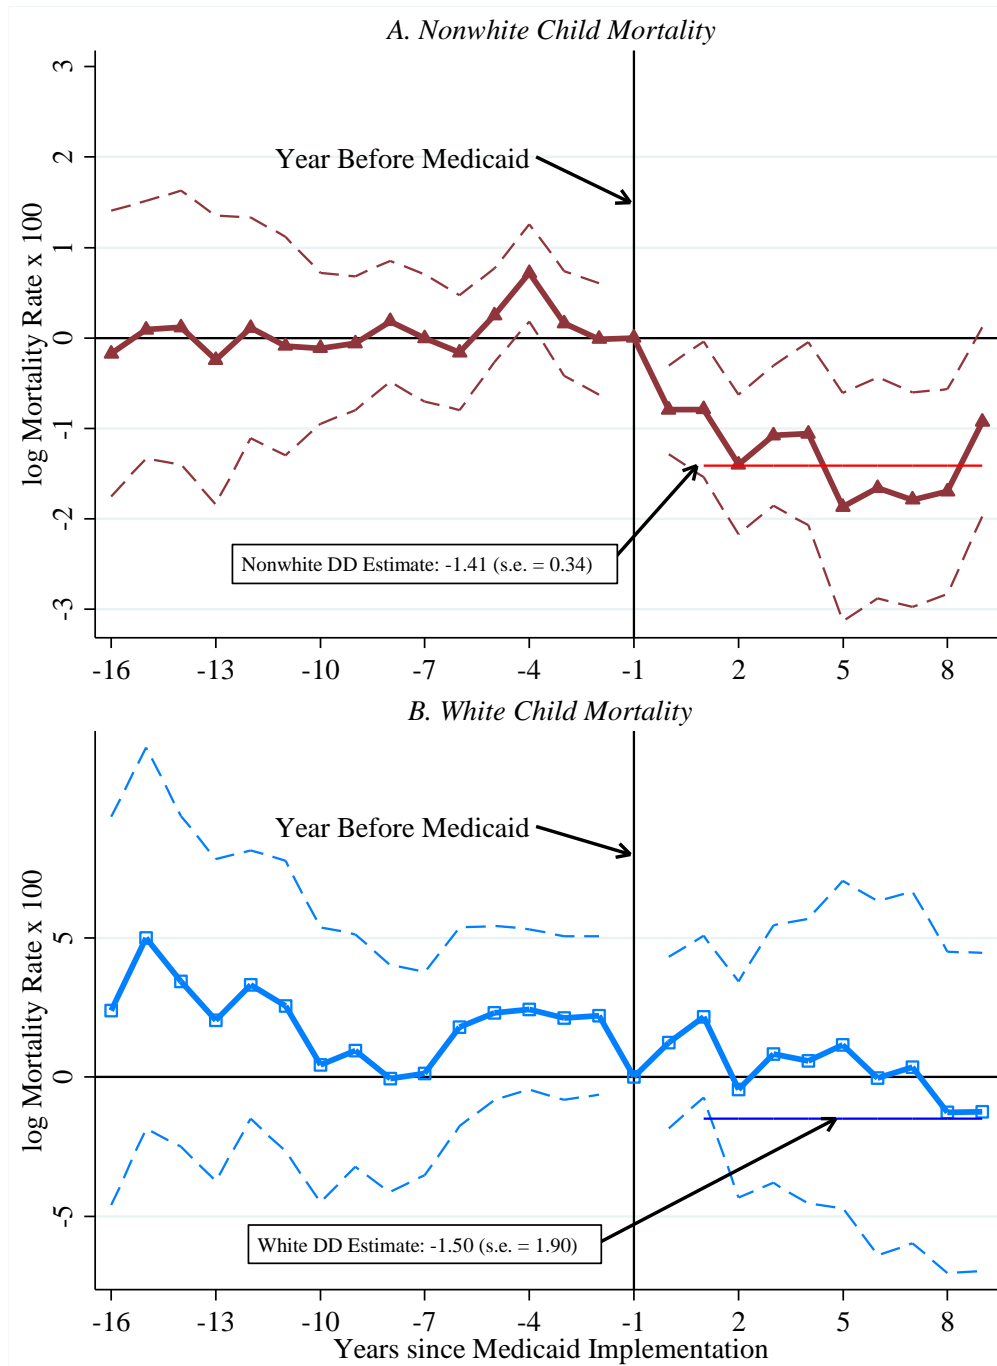 A. Nonwhite Child Mortality
log Mortality Rate x 100
3
2
1
0
-1
-2
-3
Year Before Medicaid
Nonwhite DD Estimate: -1.41 (s.e. = 0.34)
-16 -13 -10 -7 -4 -1 2 5 8
B. White Child Mortality
log Mortality Rate x 100
5
0
-5
Year Before Medicaid
White DD Estimate: -1.50 (s.e. = 1.90)
-16 -13 -10 -7 -4 -1 2 5 8
Years since Medicaid Implementation